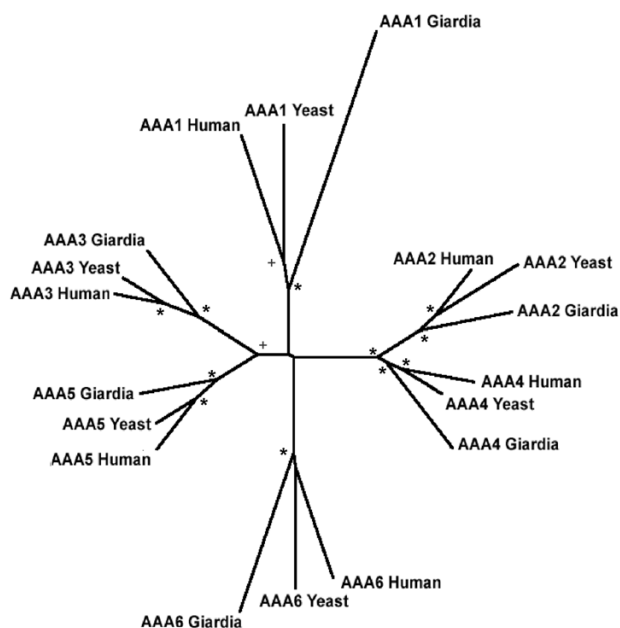 AAA1 Giardia
AAA1 Yeast
AAA1 Human
+
*
AAA3 Giardia
AAA3 Yeast
AAA3 Human
*
*
AAA2 Human
AAA2 Yeast
AAA2 Giardia
*
*
+
*
*
*
AAA4 Human
AAA4 Yeast
AAA4 Giardia
AAA5 Giardia
AAA5 Yeast
AAA5 Human
*
*
*
AAA6 Human
AAA6 Yeast
AAA6 Giardia